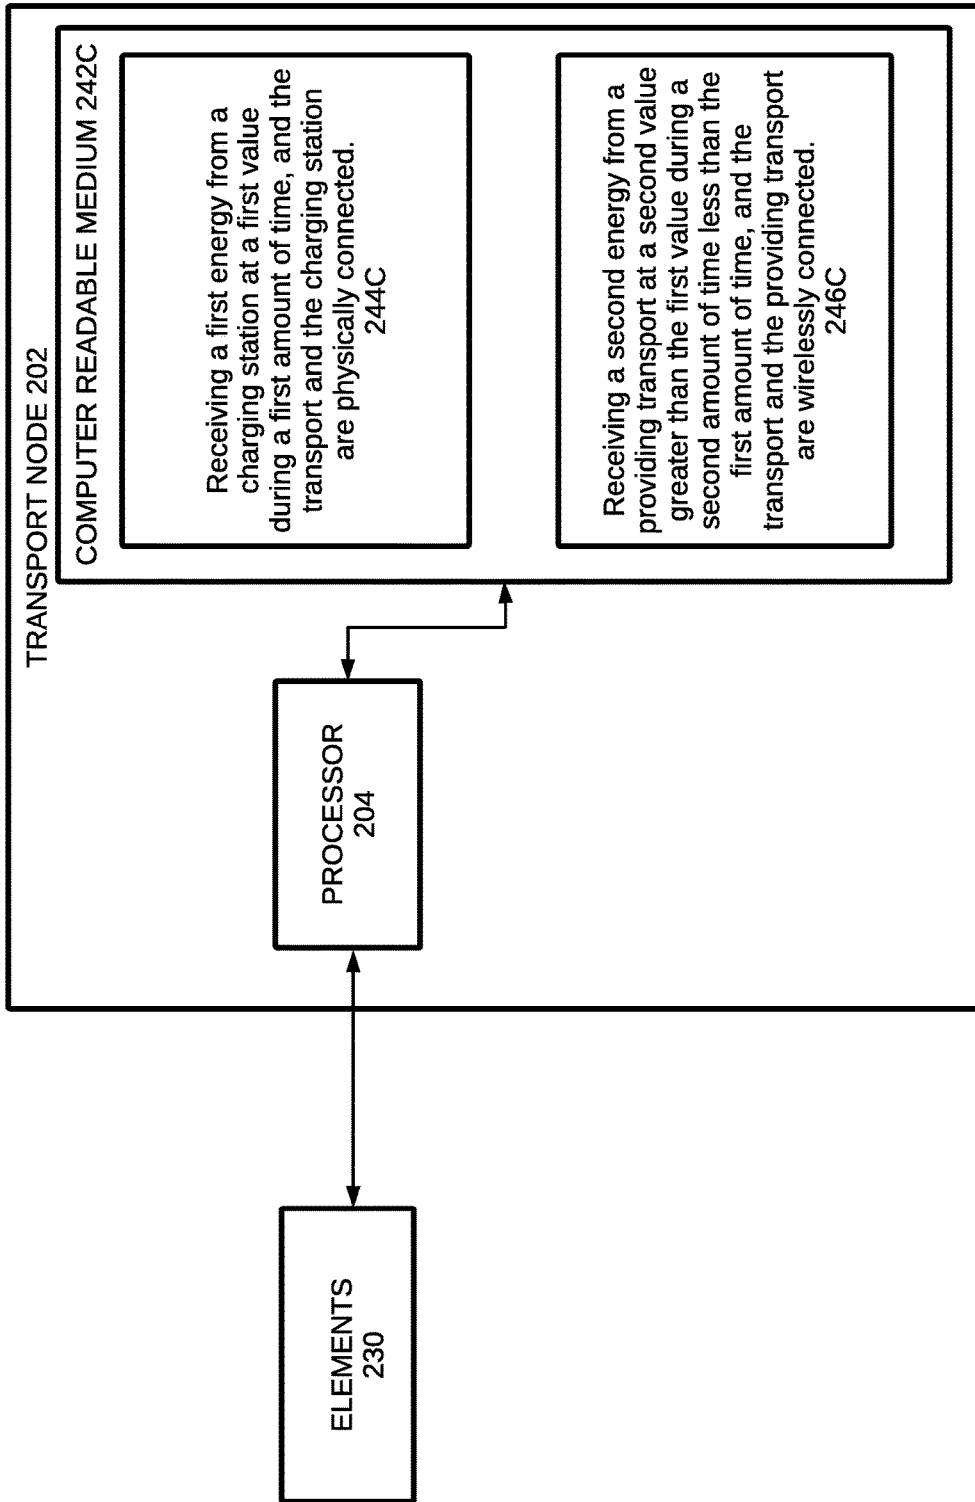 TRANSPORT NODE 202
COMPUTER READABLE MEDIUM 242C
Receiving a first energy from a
charging station at a first value
during a first amount of time, and the
transport and the charging station
are physically connected.
244C
Receiving a second energy from a
providing transport at a second value
greater than the first value during a
second amount of time less than the
first amount of time, and the
transport and the providing transport
are wirelessly connected.
246C
PROCESSOR
204
ELEMENTS
230